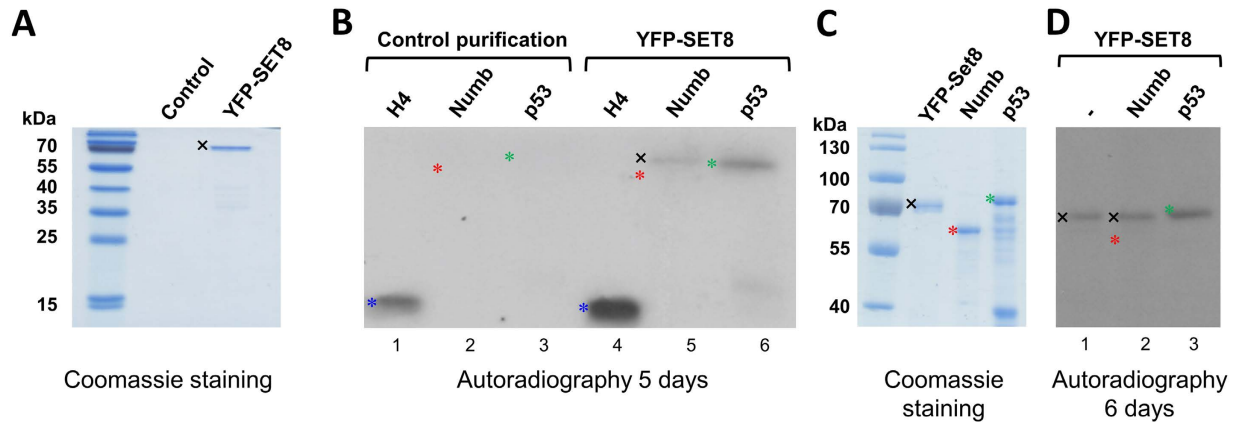 A
Control
YFP-SET8
kDa
70
55
40
35
25
15
×
Coomassie staining
B
Control purification
YFP-SET8
H4
Numb
p53
H4
Numb
p53
*
*
*
×
*
*
*
1
2
3
4
5
6
Autoradiography 5 days
C
YFP-Set8
Numb
p53
kDa
130
100
70
55
40
×
*
*
Coomassie
staining
D
YFP-SET8
-
Numb
p53
×
×
*
*
1
2
3
Autoradiography
6 days